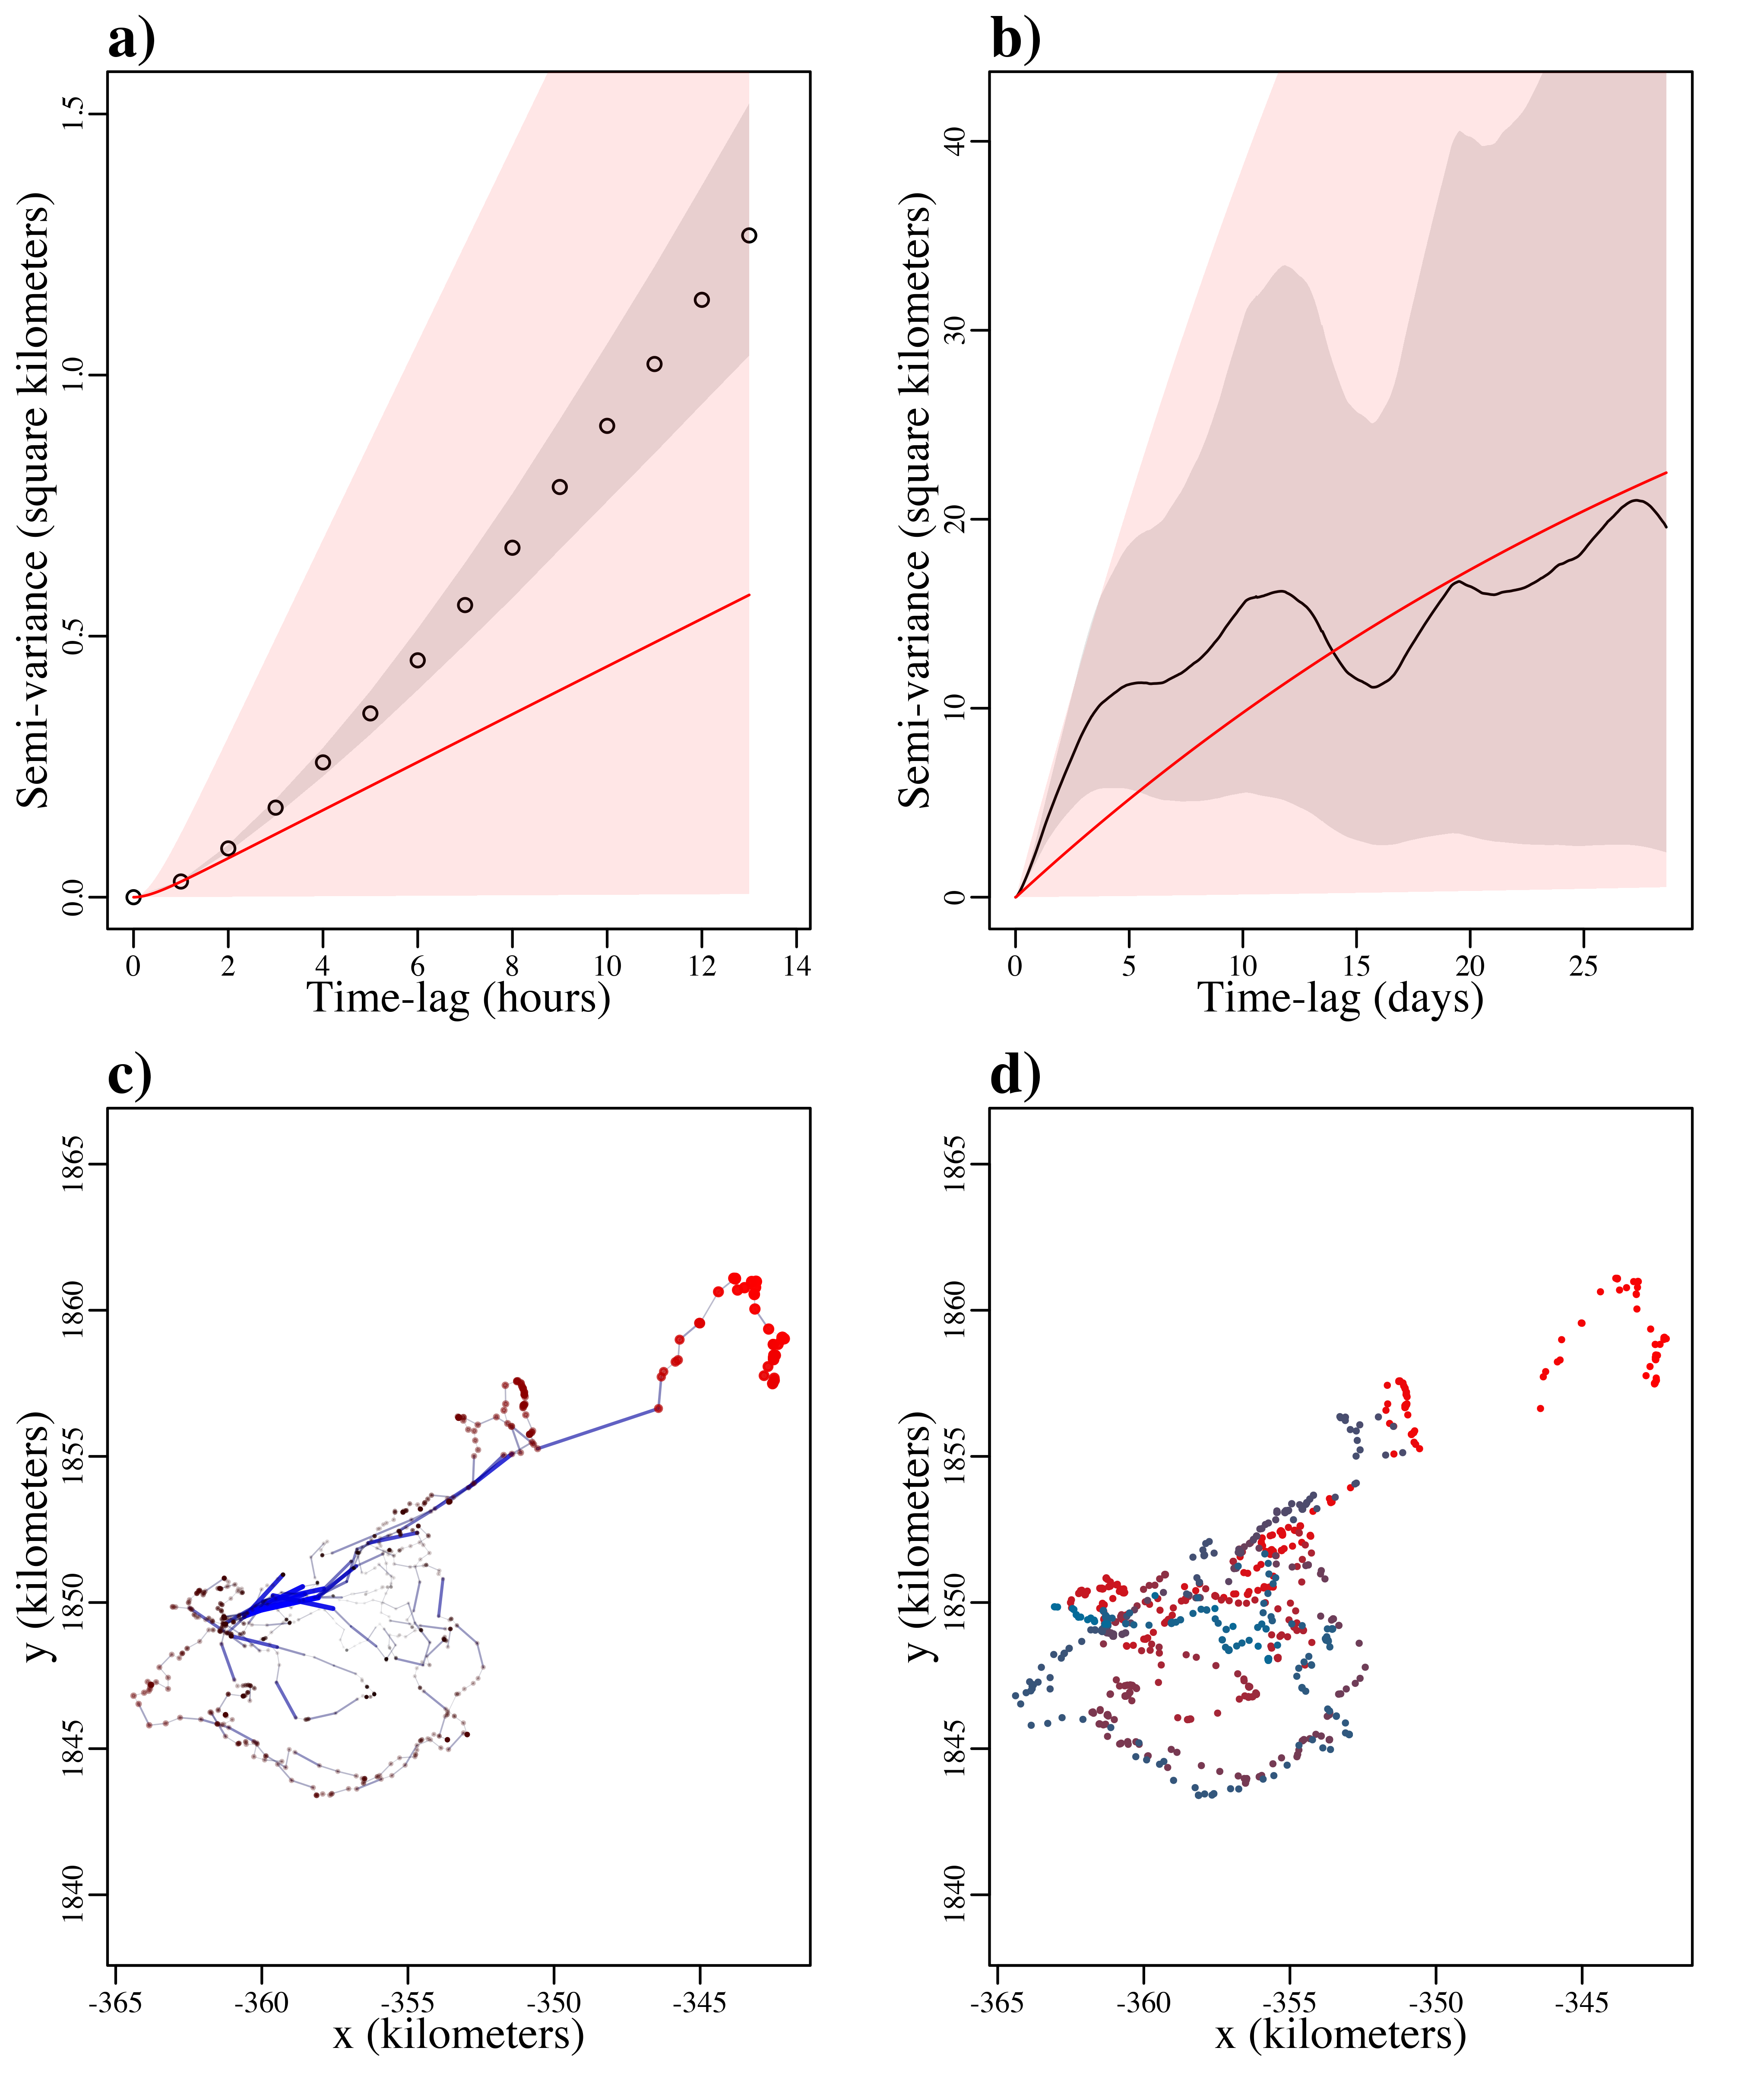 a)
Semi-variance (square kilometers)
1.5
1.0
0.5
0.0
0 2 4 6 8 10 12 14
Time-lag (hours)
b)
Semi-variance (square kilometers)
40
30
20
10
0
0 5 10 15 20 25
Time-lag (days)
c)
y (kilometers)
1865
1860
1855
1850
1845
1840
-365 -360 -355 -350 -345
x (kilometers)
d)
y (kilometers)
1865
1860
1855
1850
1845
1840
-365 -360 -355 -350 -345
x (kilometers)